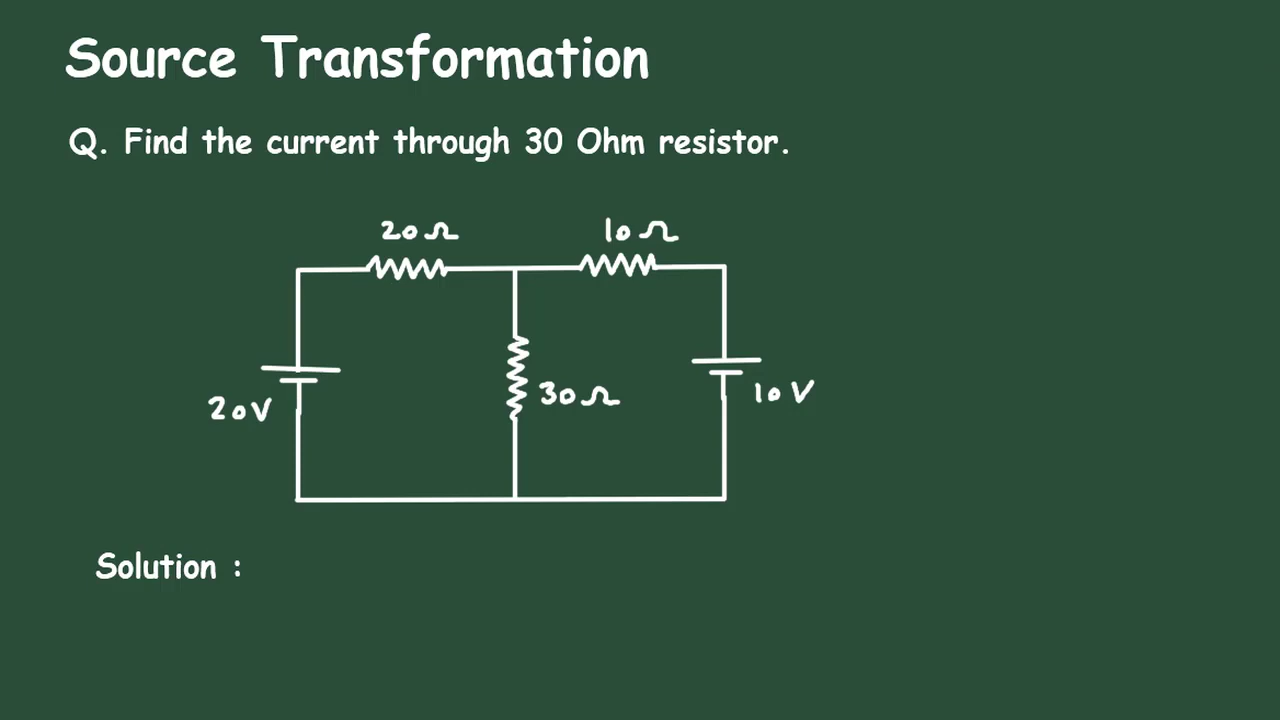 Source Transformation
Q. Find the current through 30 Ohm resistor.
20Ω 10Ω
30Ω
20V 10V
Solution :